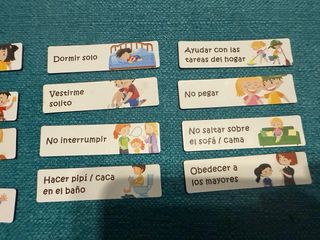 Dormir solo
Vestirme
solito
No interrumpir
Hacer pipí / caca
en el baño
Ayudar con las
tareas del hogar
No pegar
No saltar sobre
el sofá / cama
Obedecer a
los mayores